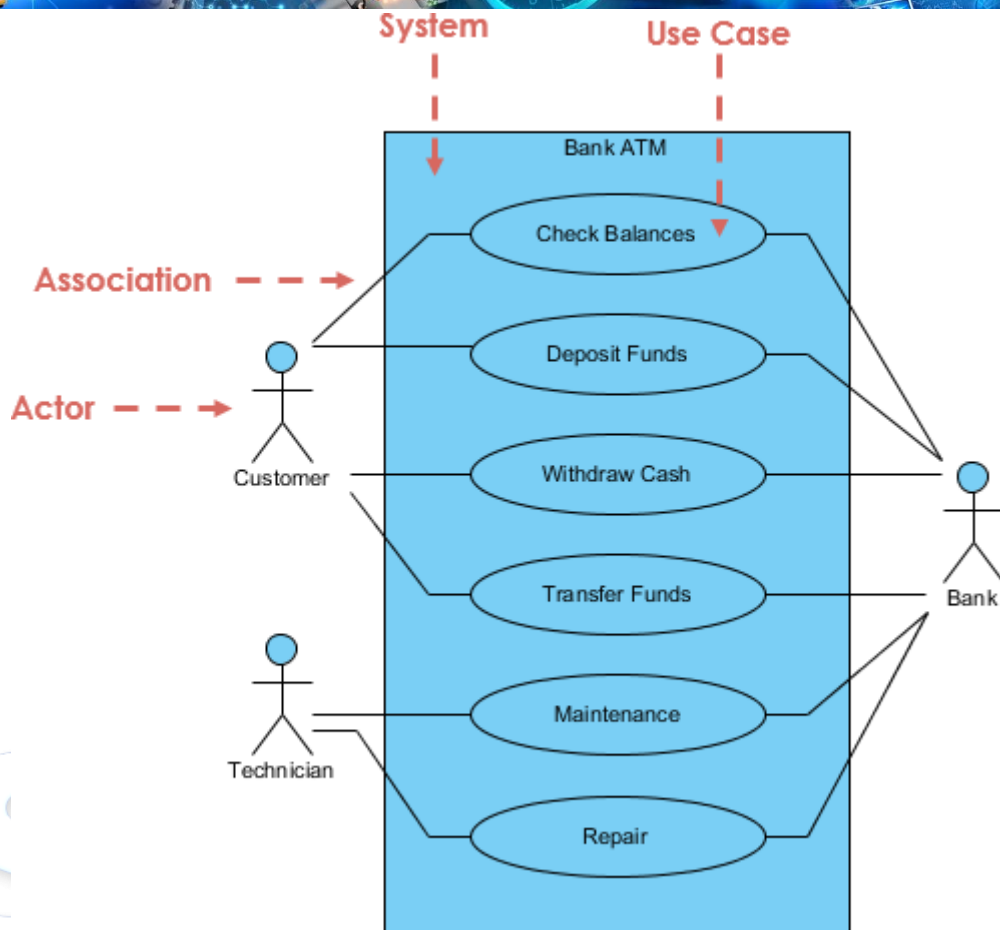 System
Use Case
Bank ATM
Check Balances
Association
Deposit Funds
Actor
Customer
Withdraw Cash
Transfer Funds
Bank
Maintenance
Technician
Repair